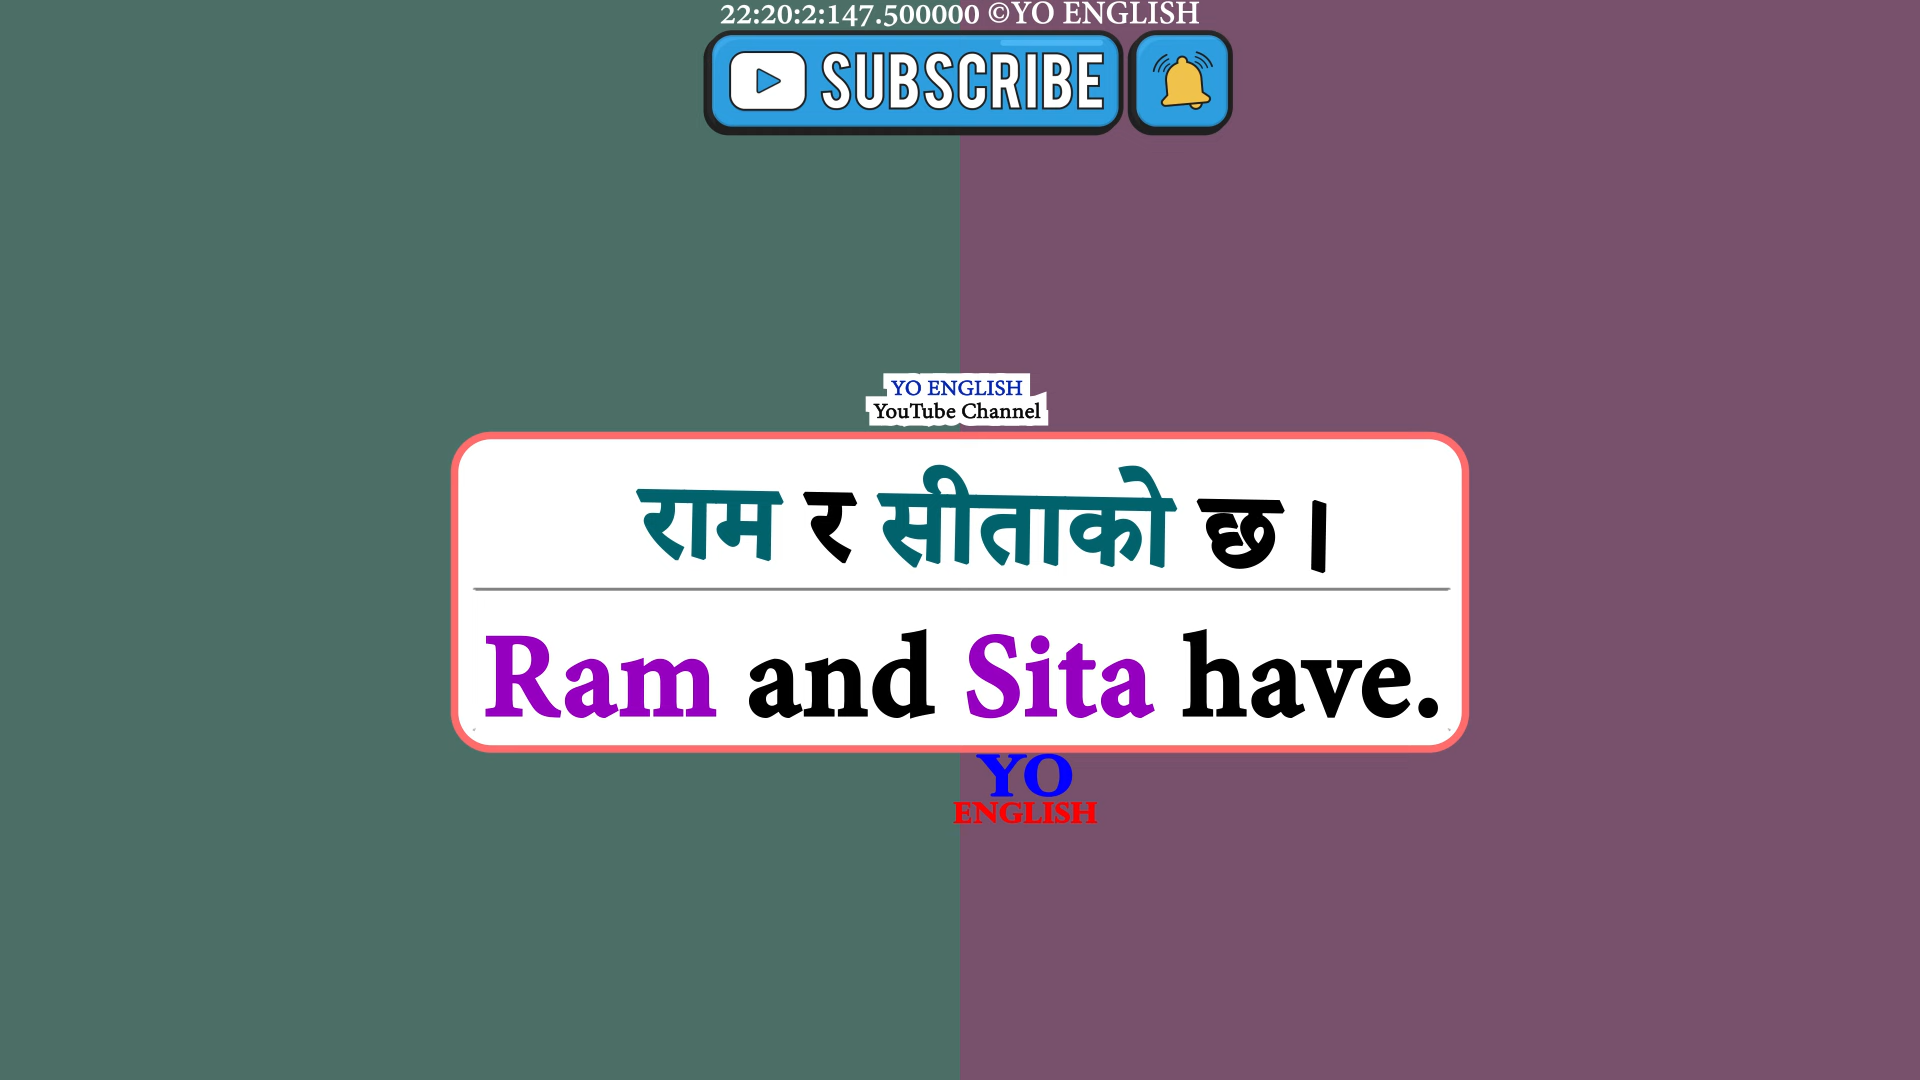 22:20:2:147.500000 ©YO ENGLISH
SUBSCRIBE
YO ENGLISH
YouTube Channel
राम र सीताको छ ।
Ram and Sita have.
YO
ENGLISH